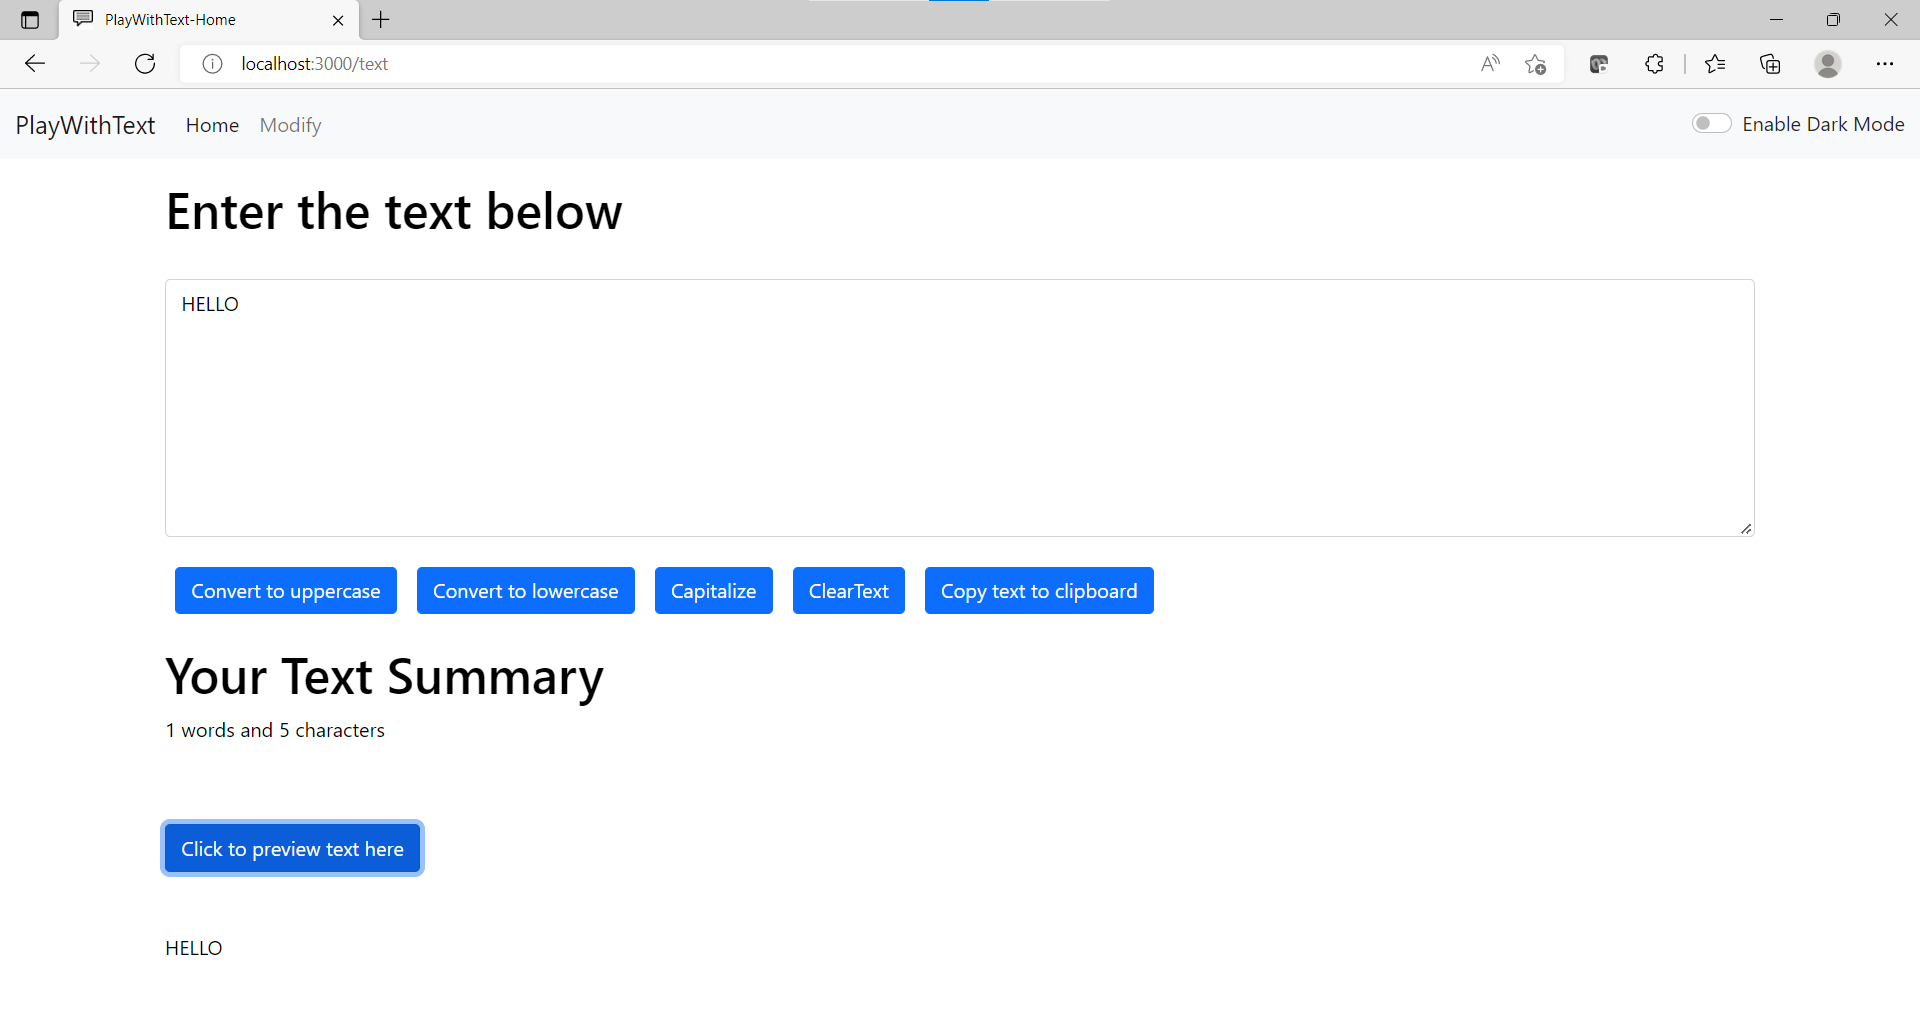 PlayWithText-Home
localhost:3000/text
PlayWithText Home Modify Enable Dark Mode
Enter the text below
HELLO
Convert to uppercase Convert to lowercase Capitalize ClearText Copy text to clipboard
Your Text Summary
1 words and 5 characters
Click to preview text here
HELLO